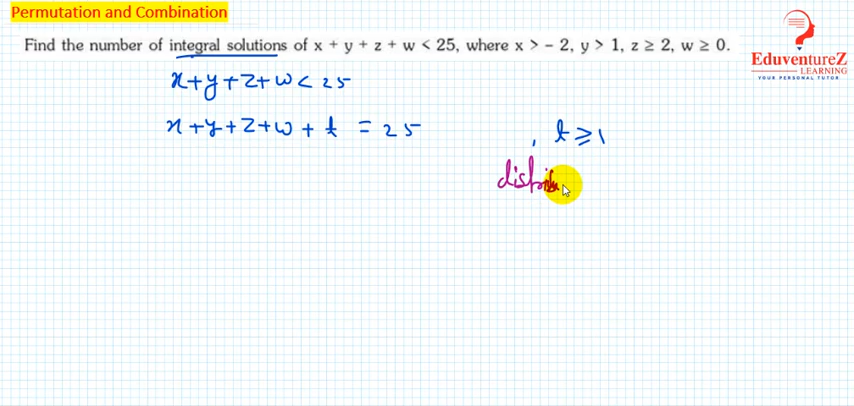 Permutation and Combination
Find the number of integral solutions of x + y + z + w < 25, where x > – 2, y > 1, z ≥ 2, w ≥ 0.
EduventureZ
LEARNING
YOUR PERSONAL TUTOR
x+y+z+w < 25
x+y+z+w + t = 25 , t ≥ 1